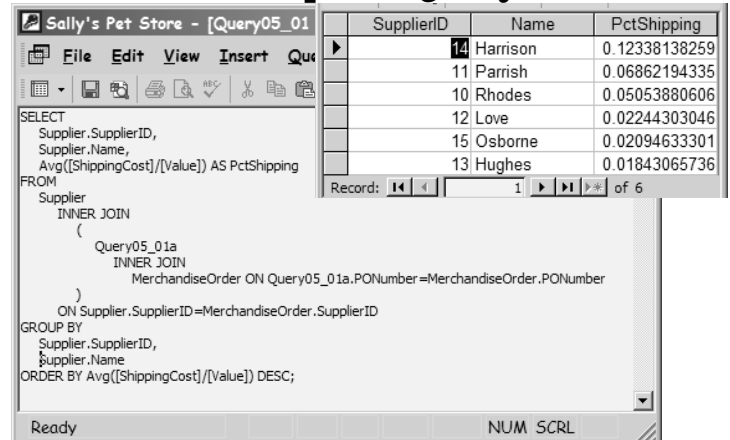 Sally's Pet Store - [Query05_01
File Edit View Insert Que
SELECT
Supplier.SupplierID,
Supplier.Name,
Avg([ShippingCost]/[Value]) AS PctShipping
FROM
Supplier
INNER JOIN
(
Query05_01a
INNER JOIN
MerchandiseOrder ON Query05_01a.PONumber=MerchandiseOrder.PONumber
)
ON Supplier.SupplierID=MerchandiseOrder.SupplierID
GROUP BY
Supplier.SupplierID,
Supplier.Name
ORDER BY Avg([ShippingCost]/[Value]) DESC;
Ready NUM SCRL
SupplierID Name PctShipping
14 Harrison 0.12338138259
11 Parrish 0.06862194335
10 Rhodes 0.05053880606
12 Love 0.02244303046
15 Osborne 0.02094633301
13 Hughes 0.01843065736
Record: 1 of 6